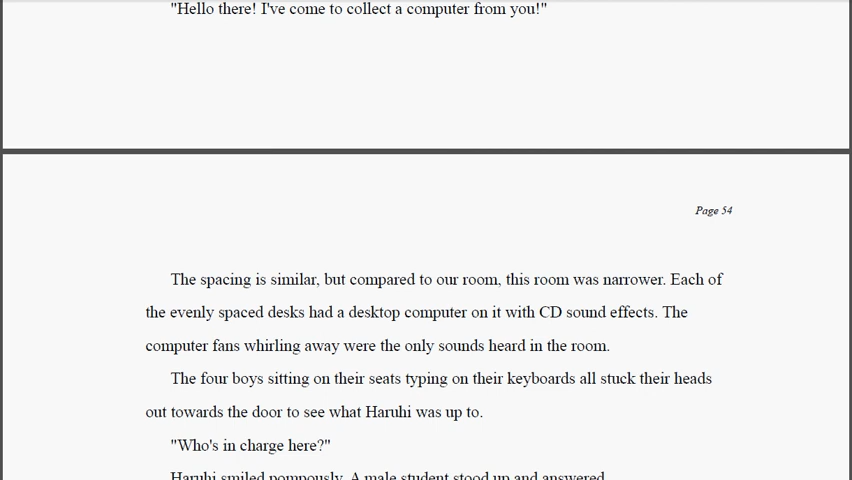 "Hello there! I've come to collect a computer from you!"
Page 54
The spacing is similar, but compared to our room, this room was narrower. Each of
the evenly spaced desks had a desktop computer on it with CD sound effects. The
computer fans whirling away were the only sounds heard in the room.
The four boys sitting on their seats typing on their keyboards all stuck their heads
out towards the door to see what Haruhi was up to.
"Who's in charge here?"
Haruhi smiled pompously. A male student stood up and answered